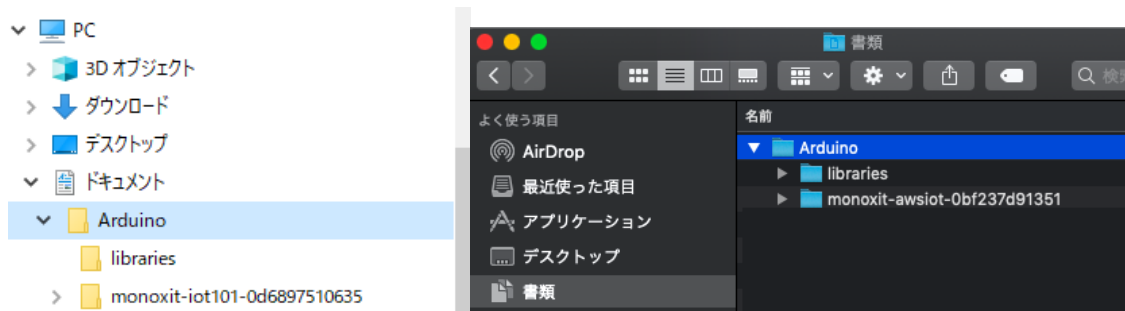 PC
3D オブジェクト
ダウンロード
デスクトップ
ドキュメント
Arduino
libraries
monoxit-iot101-0d6897510635
書類
よく使う項目
AirDrop
最近使った項目
アプリケーション
デスクトップ
書類
名前
Arduino
libraries
monoxit-awsiot-0bf237d91351